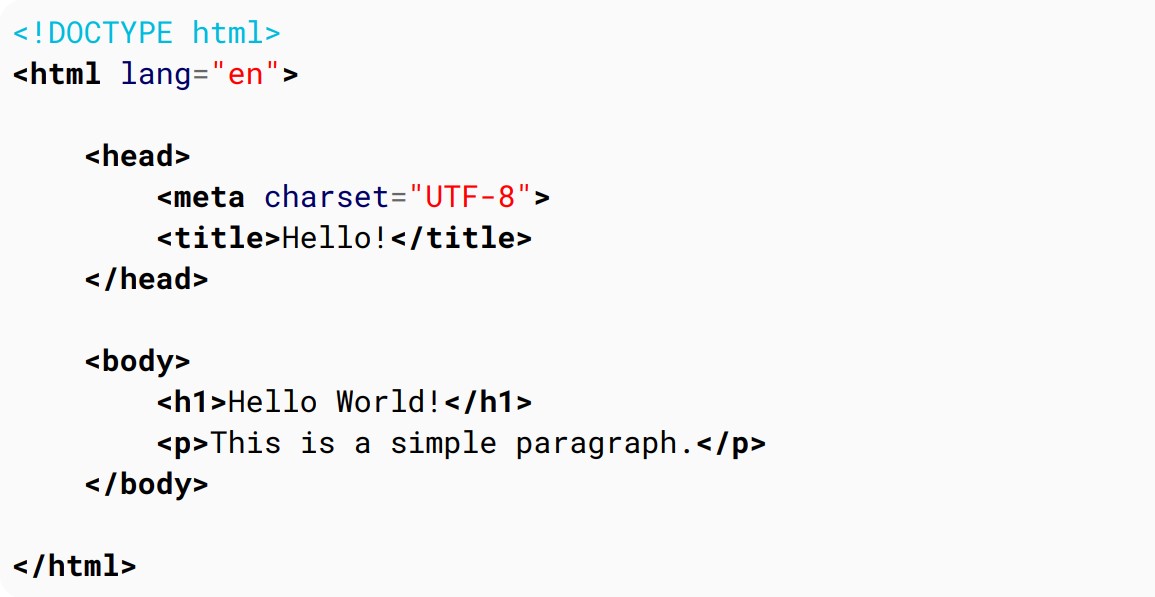 <!DOCTYPE html>
<html lang="en">
<head>
<meta charset="UTF-8">
<title>Hello!</title>
</head>
<body>
<h1>Hello World!</h1>
<p>This is a simple paragraph.</p>
</body>
</html>